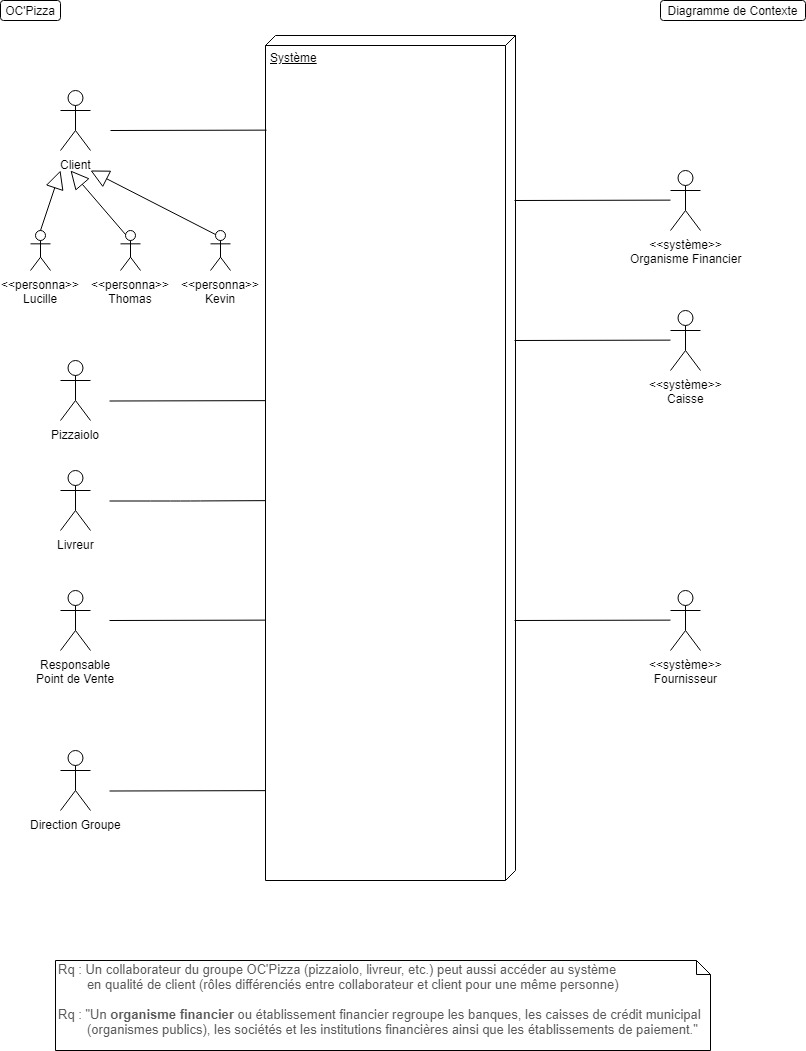 OC'Pizza
Diagramme de Contexte
Système
Client
<<personna>>
Lucille
<<personna>>
Thomas
<<personna>>
Kevin
Pizzaiolo
Livreur
Responsable
Point de Vente
Direction Groupe
<<système>>
Organisme Financier
<<système>>
Caisse
<<système>>
Fournisseur
Rq : Un collaborateur du groupe OC'Pizza (pizzaiolo, livreur, etc.) peut aussi accéder au système
en qualité de client (rôles différenciés entre collaborateur et client pour une même personne)
Rq : "Un organisme financier ou établissement financier regroupe les banques, les caisses de crédit municipal
(organismes publics), les sociétés et les institutions financières ainsi que les établissements de paiement."